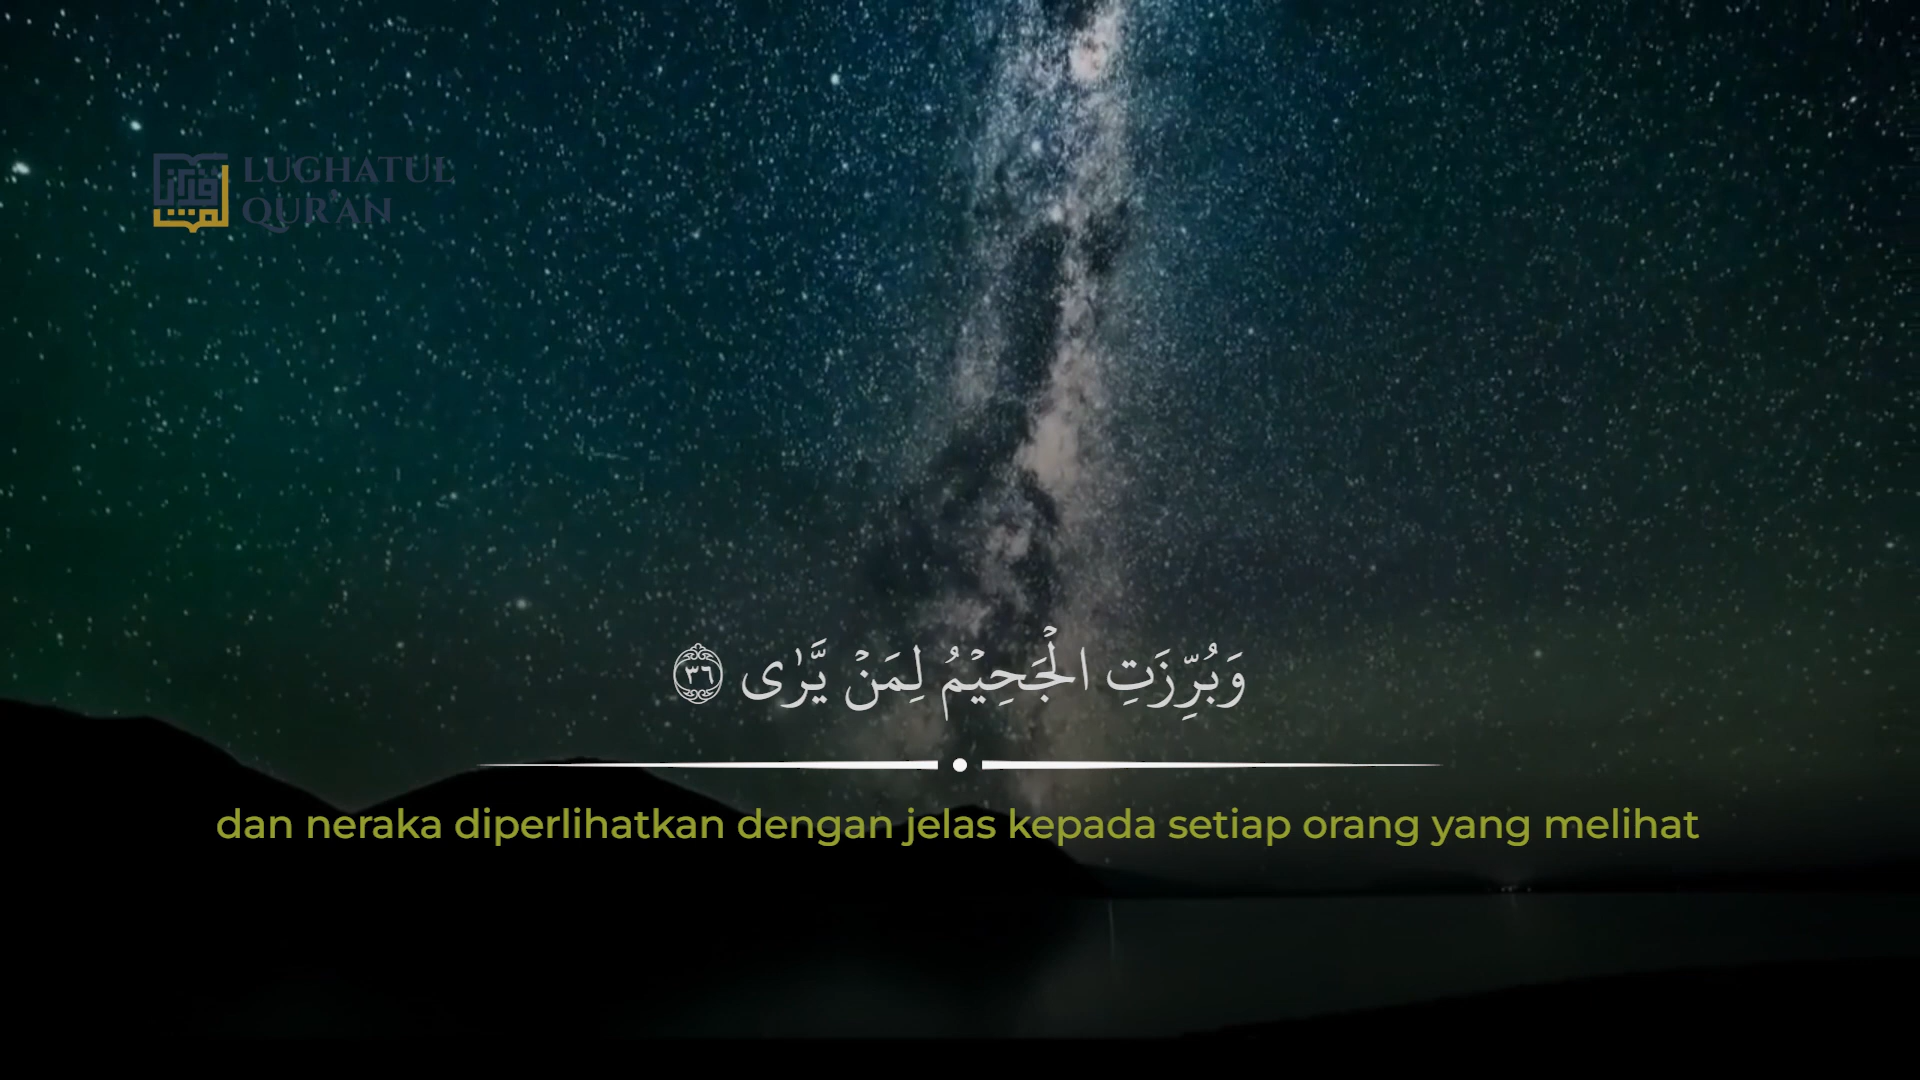 LUGHATUL
QUR'AN
وَبُرِّزَتِ الْجَحِيْمُ لِمَنْ يَّرٰى ٣٦
dan neraka diperlihatkan dengan jelas kepada setiap orang yang melihat